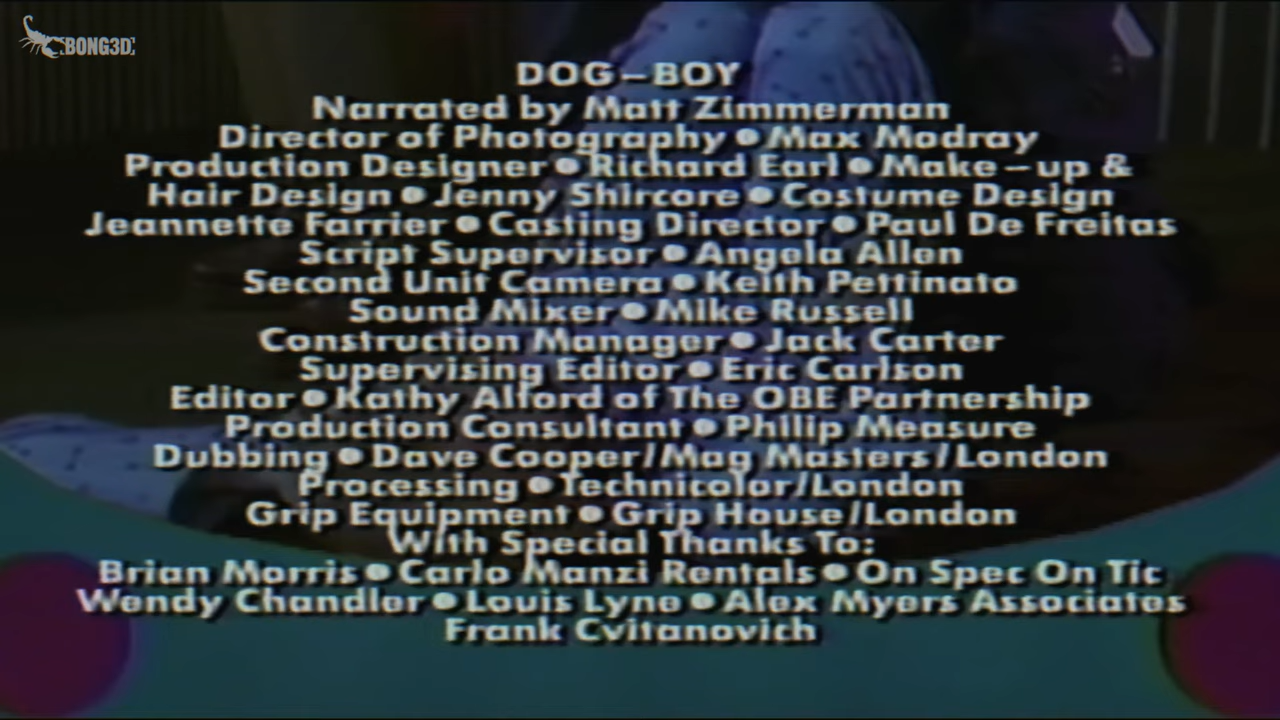 BONG3D
DOG-BOY
Narrated by Matt Zimmerman
Director of Photography • Max Modray
Production Designer • Richard Earl • Make-up &
Hair Design • Jenny Shircore • Costume Design
Jeannette Farrier • Casting Director • Paul De Freitas
Script Supervisor • Angela Allen
Second Unit Camera • Keith Pettinato
Sound Mixer • Mike Russell
Construction Manager • Jack Carter
Supervising Editor • Eric Carlson
Editor • Kathy Alford of The OBE Partnership
Production Consultant • Philip Measure
Dubbing • Dave Cooper/Mag Masters/London
Processing • Technicolor/London
Grip Equipment • Grip House/London
With Special Thanks To:
Brian Morris • Carlo Manzi Rentals • On Spec On Tic
Wendy Chandler • Louis Lyne • Alex Myers Associates
Frank Cvitanovich